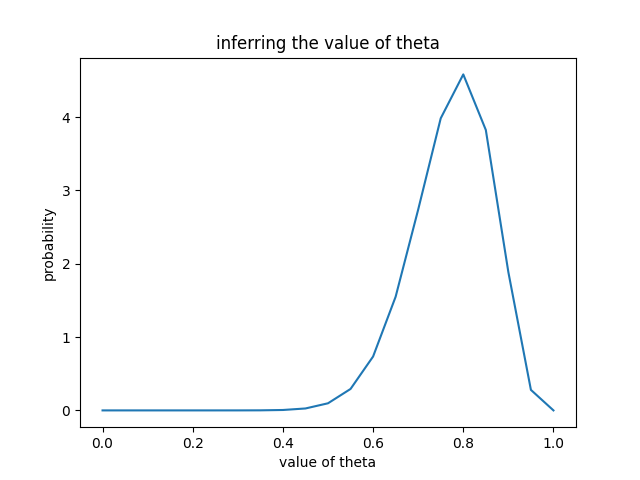 inferring the value of theta
probability
4
3
2
1
0
0.0 0.2 0.4 0.6 0.8 1.0
value of theta